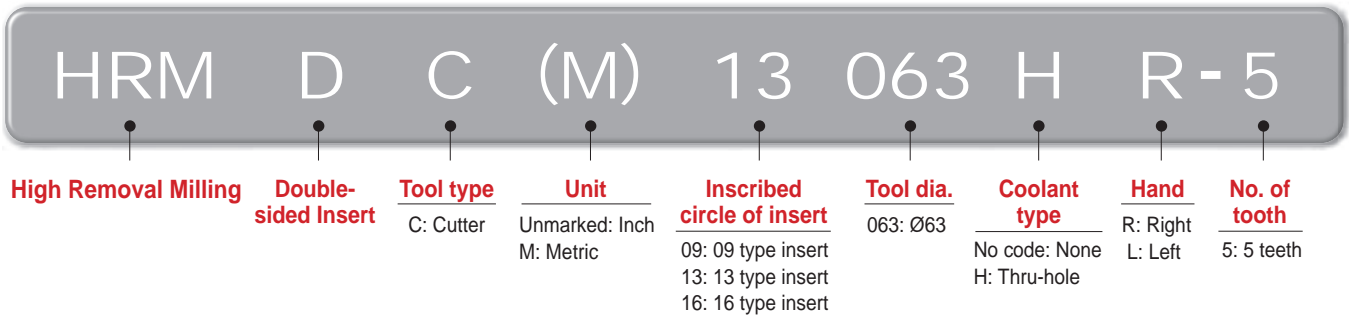 HRM D C (M) 13 063 H R - 5
High Removal Milling
Double-
sided Insert
Tool type
C: Cutter
Unit
Unmarked: Inch
M: Metric
Inscribed
circle of insert
09: 09 type insert
13: 13 type insert
16: 16 type insert
Tool dia.
063: Ø63
Coolant
type
No code: None
H: Thru-hole
Hand
R: Right
L: Left
No. of
tooth
5: 5 teeth